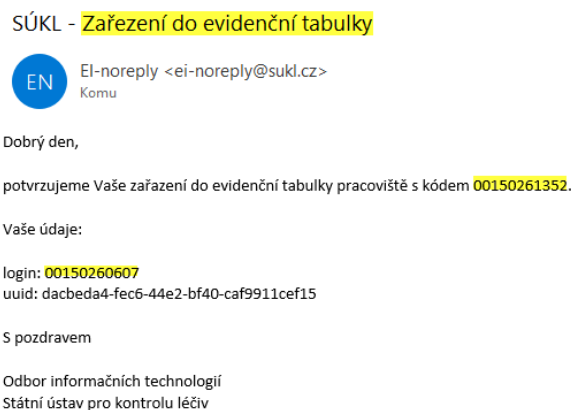 SÚKL - Zařezení do evidenční tabulky
EN
EI-noreply <ei-noreply@sukl.cz>
Komu
Dobrý den,
potvrzujeme Vaše zařazení do evidenční tabulky pracoviště s kódem 00150261352.
Vaše údaje:
login: 00150260607
uuid: dacbeda4-fec6-44e2-bf40-caf9911cef15
S pozdravem
Odbor informačních technologií
Státní ústav pro kontrolu léčiv